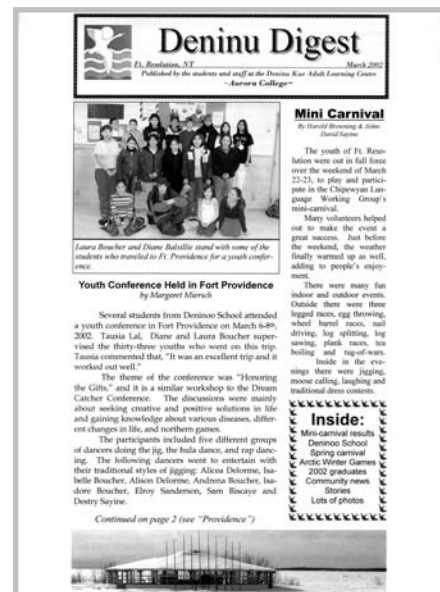 Deninu Digest
Ft. Resolution, NT March 2002
Published by the students and staff at the Deninu Kue Adult Learning Centre
~Aurora College~
Laura Boucher and Diane Balsillie stand with some of the
students who traveled to Ft. Providence for a youth confer-
ence.
Youth Conference Held in Fort Providence
by Margaret Miersch
Several students from Deninoo School attended
a youth conference in Fort Providence on March 6-8th,
2002. Tausia Lal, Diane and Laura Boucher super-
vised the thirty-three youths who went on this trip.
Tausia commented that, "It was an excellent trip and it
worked out well."
The theme of the conference was "Honoring
the Gifts," and it is a similar workshop to the Dream
Catcher Conference. The discussions were mainly
about seeking creative and positive solutions in life
and gaining knowledge about various diseases, differ-
ent changes in life, and northern games.
The participants included five different groups
of dancers doing the jig, the hula dance, and rap danc-
ing. The following dancers went to entertain with
their traditional styles of jigging: Alicea Delorme, Isa-
belle Boucher, Alison Delorme, Andrena Boucher, Isa-
dore Boucher, Elroy Sanderson, Sam Biscaye and
Destry Sayine.
Continued on page 2 (see "Providence")
Mini Carnival
By Harold Browning & John-
David Sayine
The youth of Ft. Reso-
lution were out in full force
over the weekend of March
22-23, to play and partici-
pate in the Chipewyan Lan-
guage Working Group's
mini-carnival.
Many volunteers helped
out to make the event a
great success. Just before
the weekend, the weather
finally warmed up as well,
adding to people's enjoy-
ment.
There were many fun
indoor and outdoor events.
Outside there were three
legged races, egg throwing,
wheel barrel races, nail
driving, log splitting, log
sawing, plank races, tea
boiling and tug-of-wars.
Inside in the eve-
nings there were jigging,
moose calling, laughing and
traditional dress contests.
Inside:
Mini-carnival results
Deninoo School
Spring carnival
Arctic Winter Games
2002 graduates
Community news
Stories
Lots of photos